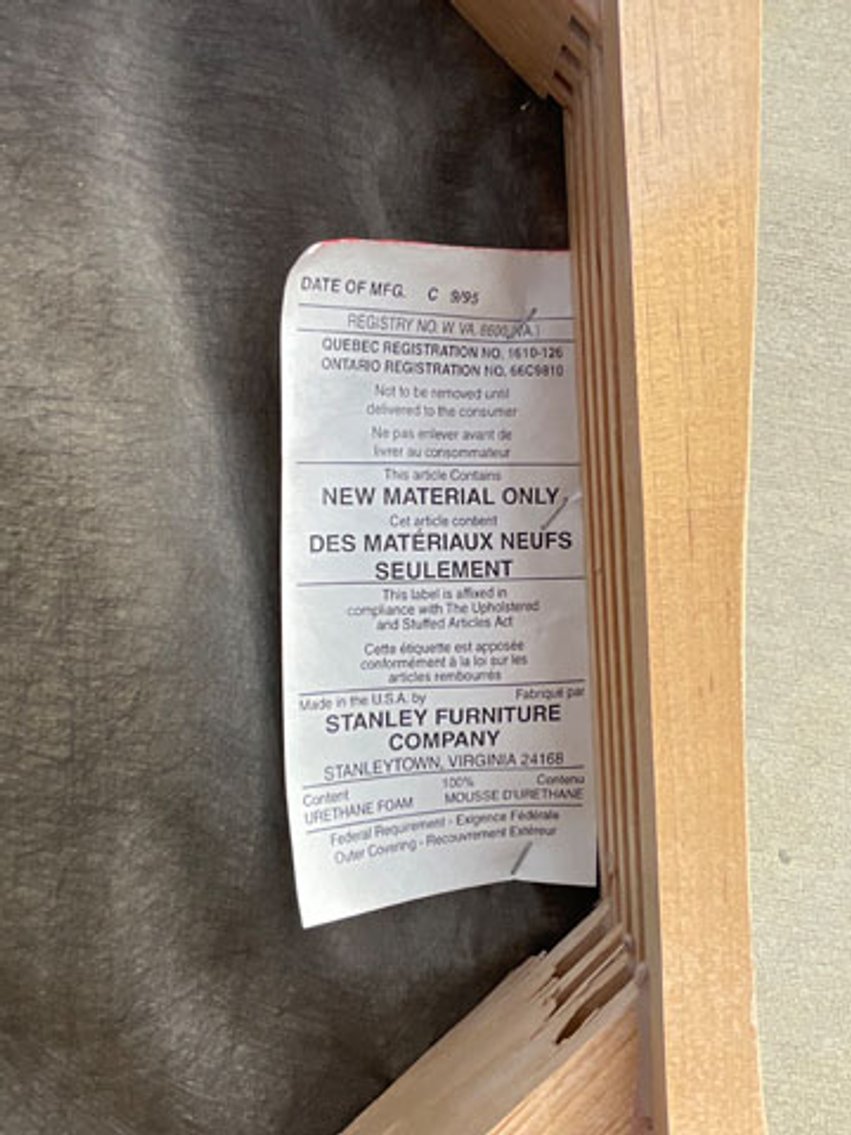 DATE OF MFG. C 9/95
REGISTRY NO. W. VA. 8600 (VA.)
QUEBEC REGISTRATION NO. 1610-126
ONTARIO REGISTRATION NO. 66C9810
Not to be removed until
delivered to the consumer
Ne pas enlever avant de
livrer au consommateur
This article Contains
NEW MATERIAL ONLY
Cet article contient
DES MATÉRIAUX NEUFS
SEULEMENT
This label is affixed in
compliance with The Upholstered
and Stuffed Articles Act
Cette étiquette est apposée
conformément à la loi sur les
articles rembourrés
Made in the U.S.A. by Fabriqué par
STANLEY FURNITURE
COMPANY
STANLEYTOWN, VIRGINIA 24168
Content 100% Contenu
URETHANE FOAM MOUSSE D'URETHANE
Federal Requirement - Exigence Fédérale
Outer Covering - Recouvrement Extérieur